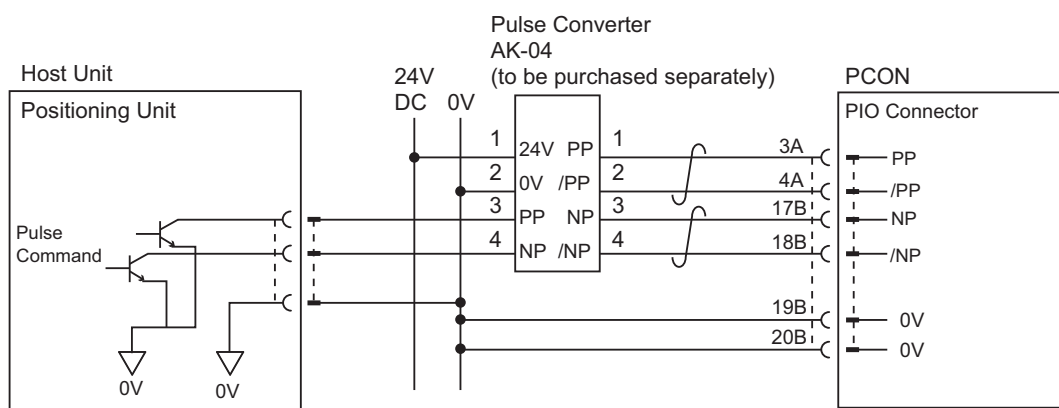 Pulse Converter
AK-04
(to be purchased separately)
Host Unit
24V
DC
0V
PCON
Positioning Unit
PIO Connector
1
24V
PP
1
3A
PP
2
0V
/PP
2
4A
/PP
3
PP
NP
3
17B
NP
4
NP
/NP
4
18B
/NP
Pulse
Command
19B
0V
20B
0V
0V
0V